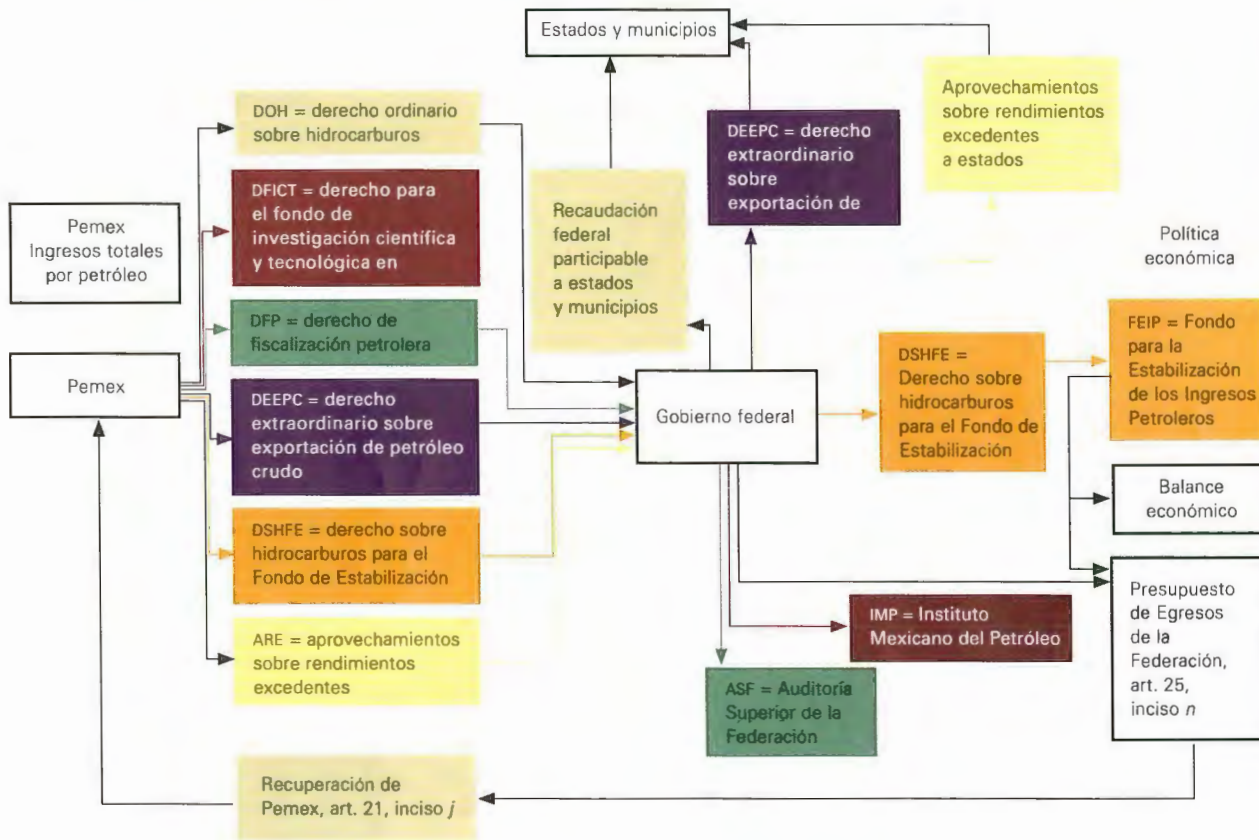 Estados y municipios
DOH = derecho ordinario
sobre hidrocarburos
DFICT = derecho para
el fondo de
investigación científica
y tecnológica en
Pemex
Ingresos totales
por petróleo
DFP = derecho de
fiscalización petrolera
Pemex
DEEPC = derecho
extraordinario sobre
exportación de petróleo
crudo
DSHFE = derecho sobre
hidrocarburos para el
Fondo de Estabilización
ARE = aprovechamientos
sobre rendimientos
excedentes
Recuperación de
Pemex, art. 21, inciso j
Recaudación
federal
participable
a estados
y municipios
DEEPC = derecho
extraordinario
sobre
exportación de
Aprovechamientos
sobre rendimientos
excedentes
a estados
Gobierno federal
DSHFE =
Derecho sobre
hidrocarburos
para el Fondo de
Estabilización
Política
económica
FEIP = Fondo
para la
Estabilización
de los Ingresos
Petroleros
Balance
económico
Presupuesto
de Egresos
de la
Federación,
art. 25,
inciso n
IMP = Instituto
Mexicano del Petróleo
ASF = Auditoría
Superior de la
Federación